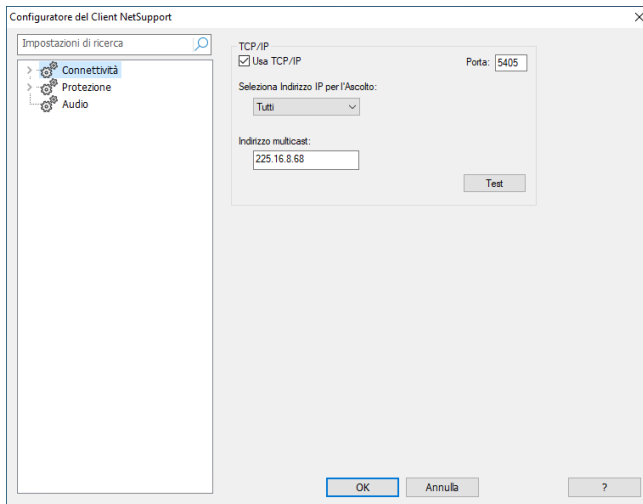 Configuratore del Client NetSupport
Impostazioni di ricerca
Connettività
Protezione
Audio
TCP/IP
Usa TCP/IP
Porta: 5405
Seleziona Indirizzo IP per l'Ascolto:
Tutti
Indirizzo multicast:
225.16.8.68
Test
OK
Annulla
?